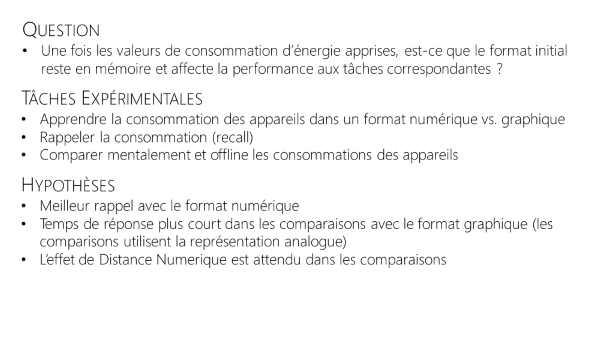 QUESTION
• Une fois les valeurs de consommation d'énergie apprises, est-ce que le format initial
reste en mémoire et affecte la performance aux tâches correspondantes ?
TÂCHES EXPÉRIMENTALES
• Apprendre la consommation des appareils dans un format numérique vs. graphique
• Rappeler la consommation (recall)
• Comparer mentalement et offline les consommations des appareils
HYPOTHÈSES
• Meilleur rappel avec le format numérique
• Temps de réponse plus court dans les comparaisons avec le format graphique (les
comparisons utilisent la représentation analogue)
• L'effet de Distance Numerique est attendu dans les comparaisons